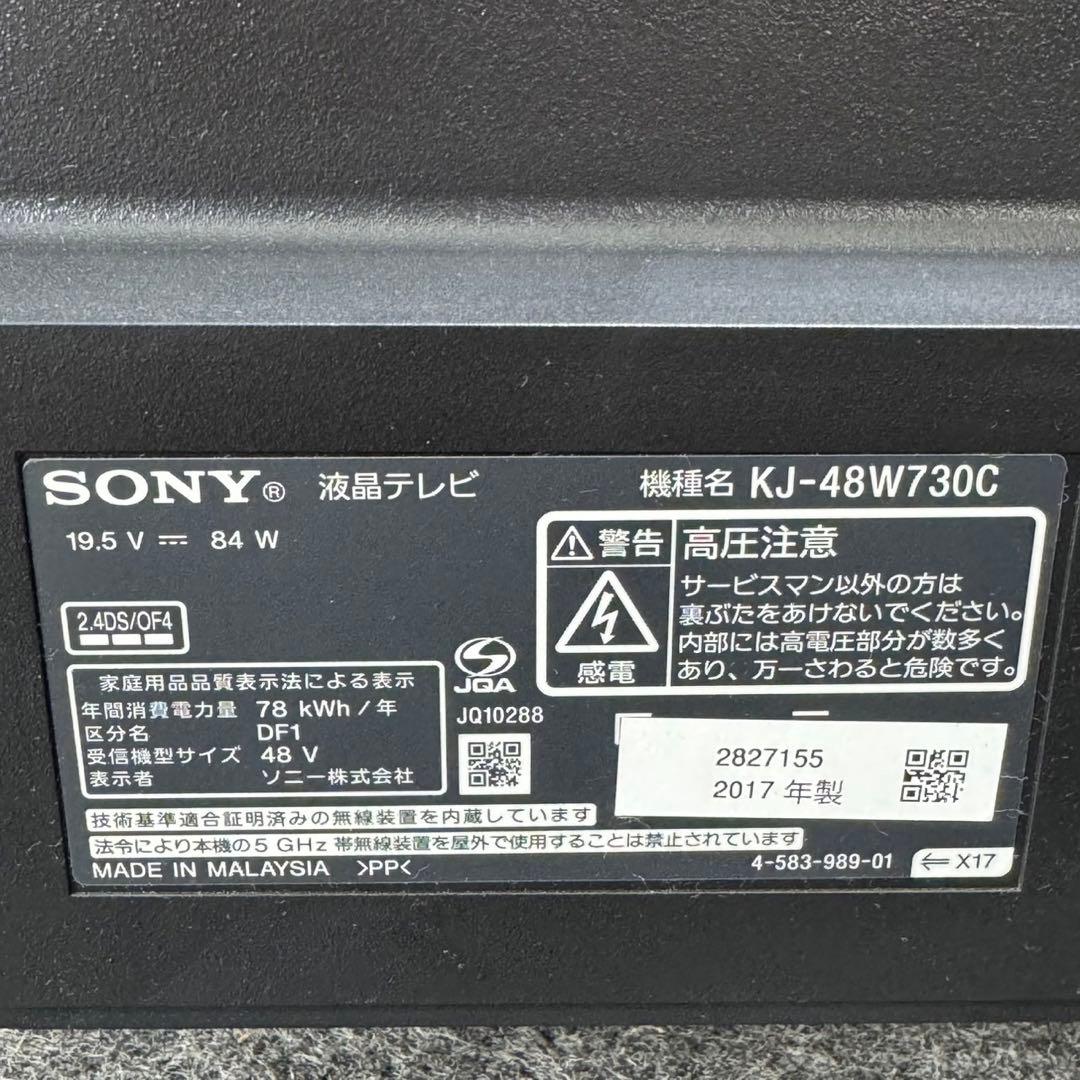 SONY® 液晶テレビ 機種名 KJ-48W730C
19.5 V ⎓ 84 W
2.4DS/OF4
警告 高圧注意
感電
サービスマン以外の方は
裏ぶたをあけないでください。
内部には高電圧部分が数多く
あり、万一さわると危険です。
家庭用品品質表示法による表示
年間消費電力量 78 kWh / 年
区分名 DF1
受信機型サイズ 48 V
表示者 ソニー株式会社
JQA
JQ10288
2827155
2017 年製
技術基準適合証明済みの無線装置を内蔵しています
法令により本機の5 GHz 帯無線装置を屋外で使用することは禁止されています
MADE IN MALAYSIA >PP< 4-583-989-01 ⇐ X17